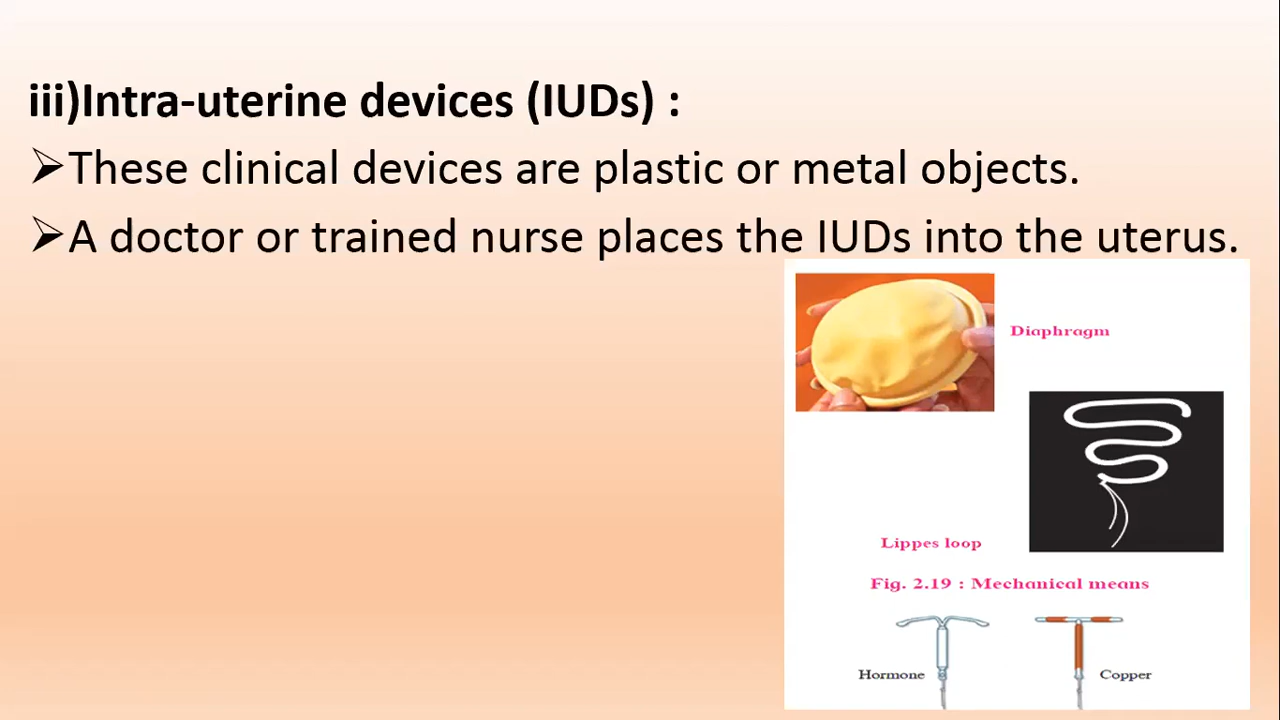 iii)Intra-uterine devices (IUDs) :
➢These clinical devices are plastic or metal objects.
➢A doctor or trained nurse places the IUDs into the uterus.
Diaphragm
Lippes loop
Fig. 2.19 : Mechanical means
Hormone
Copper